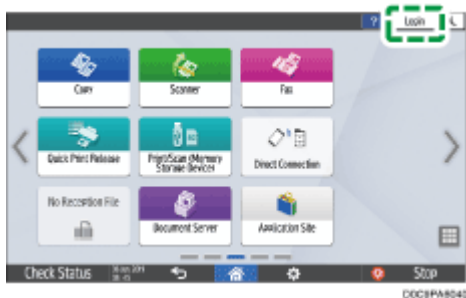 ? Login
Copy Scanner Fax
Quick Print Release Print/Scan (Memory Storage Device) Direct Connection
No Reception File
Document Server Application Site
Check Status Stop